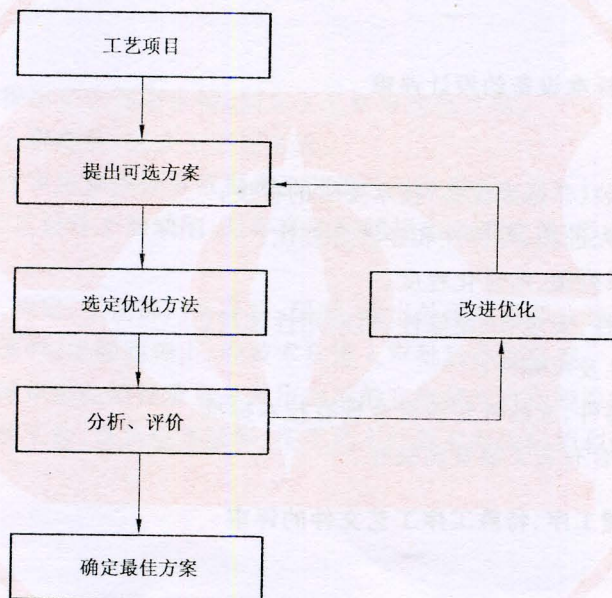 工艺项目
提出可选方案
选定优化方法
改进优化
分析、评价
确定最佳方案